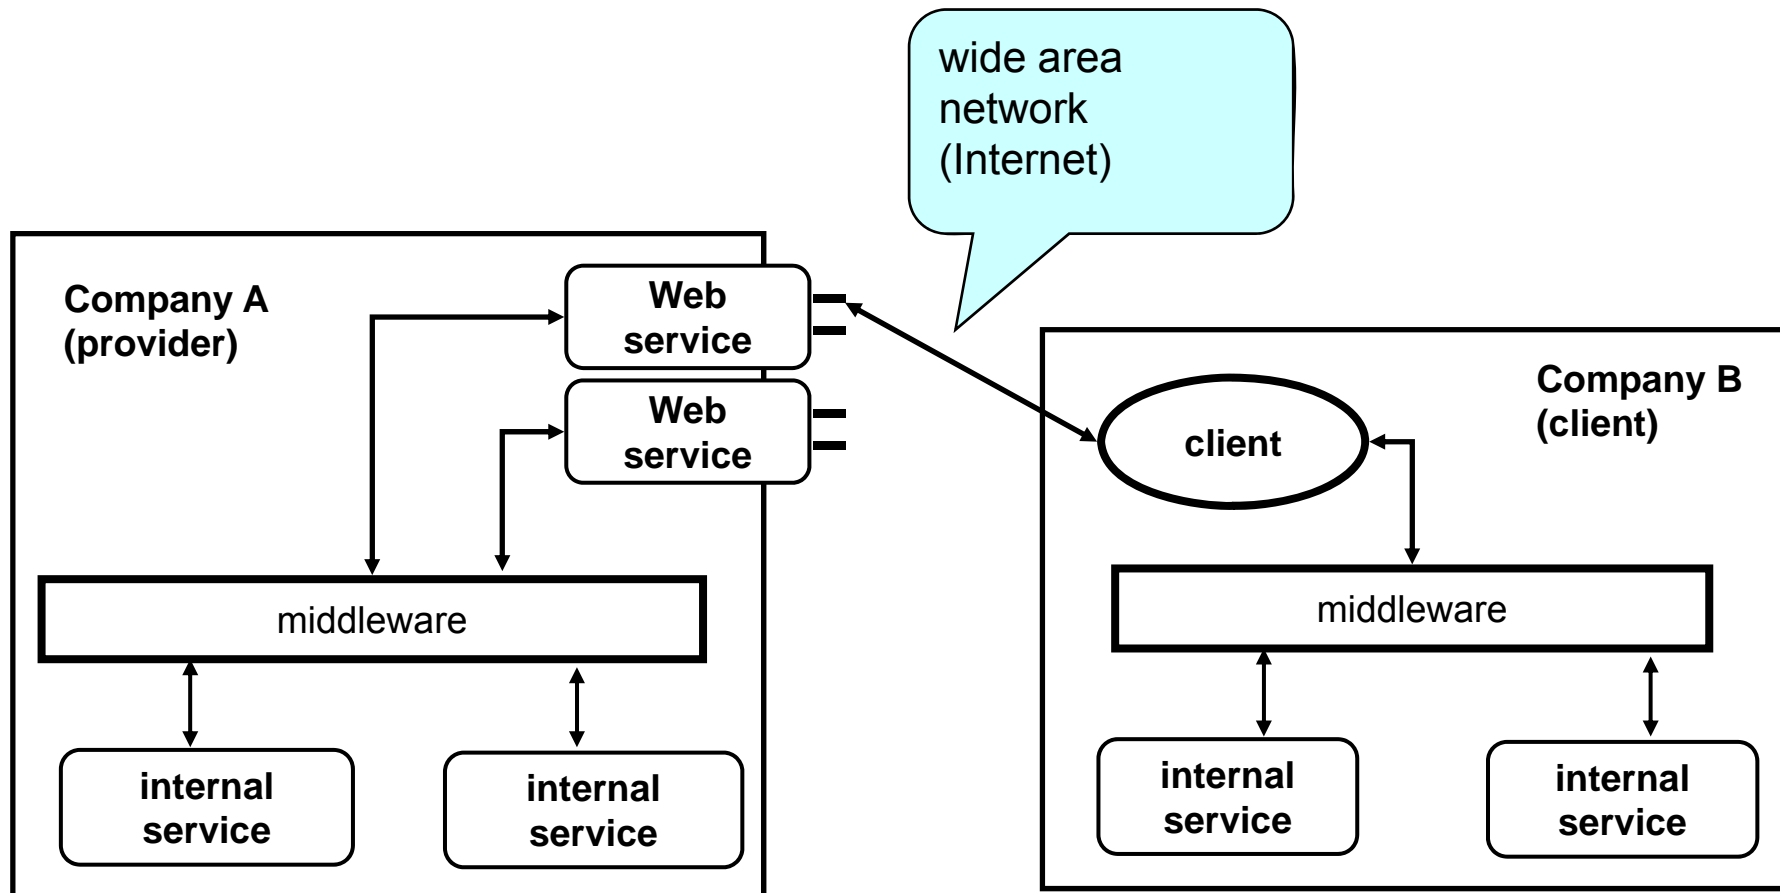 wide area
network
(Internet)
Company A
(provider)
Web
service
Web
service
middleware
internal
service
internal
service
Company B
(client)
client
middleware
internal
service
internal
service